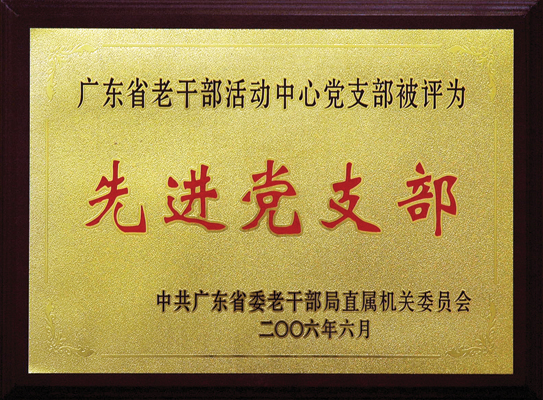 广东省老干部活动中心党支部被评为
先进党支部
中共广东省委老干部局直属机关委员会
二〇〇六年六月